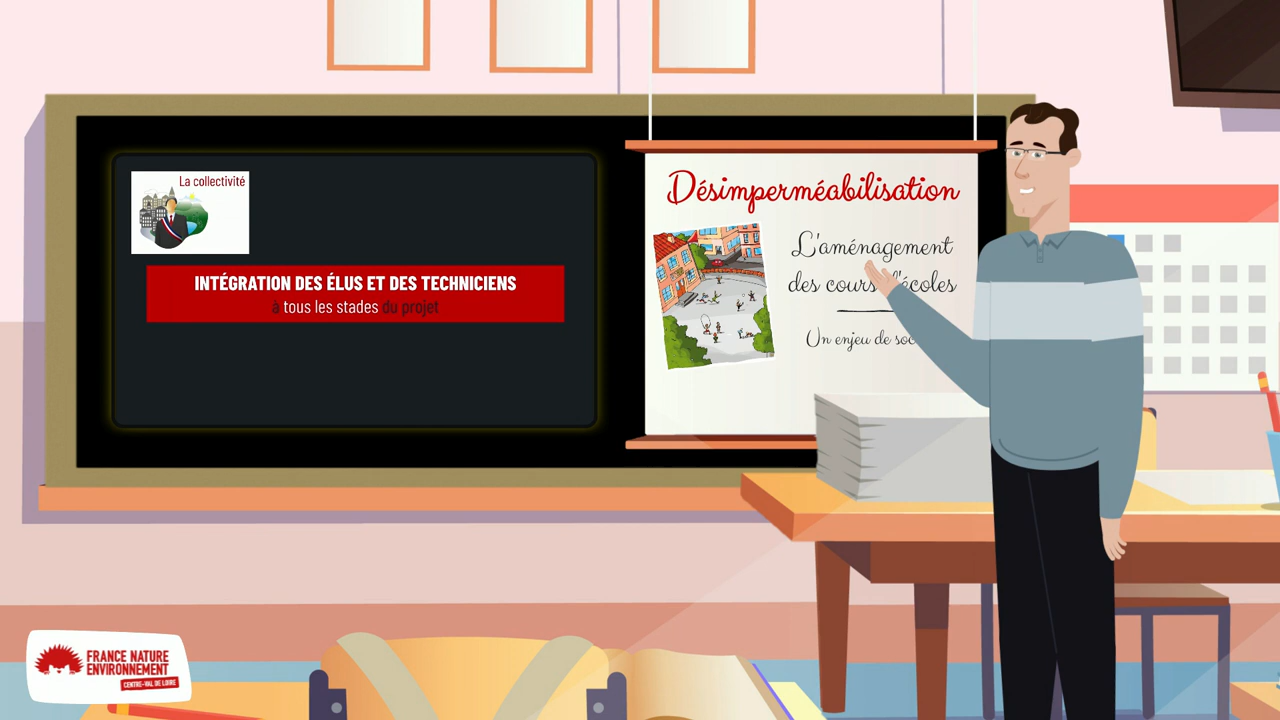 La collectivité
INTÉGRATION DES ÉLUS ET DES TECHNICIENS
à tous les stades du projet
Désimperméabilisation
L'aménagement
des cours d'écoles
Un enjeu de
FRANCE NATURE
ENVIRONNEMENT
CENTRE-VAL DE LOIRE